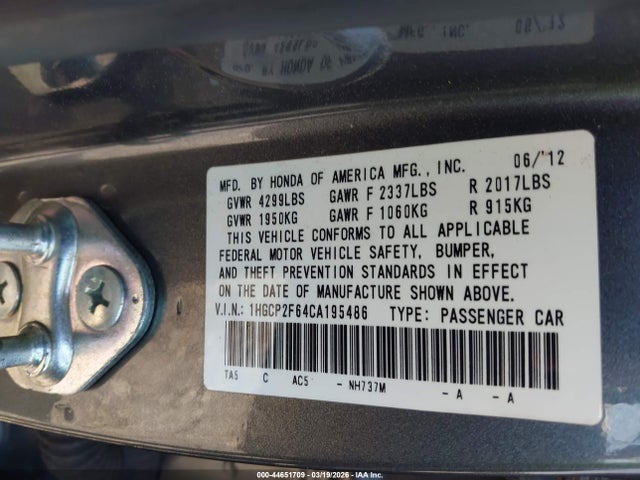 MFD. BY HONDA OF AMERICA MFG., INC. 06/'12
GVWR 4299LBS GAWR F 2337LBS R 2017LBS
GVWR 1950KG GAWR F 1060KG R 915KG
THIS VEHICLE CONFORMS TO ALL APPLICABLE
FEDERAL MOTOR VEHICLE SAFETY, BUMPER,
AND THEFT PREVENTION STANDARDS IN EFFECT
ON THE DATE OF MANUFACTURE SHOWN ABOVE.
V.I.N.: 1HGCP2F64CA195486 TYPE: PASSENGER CAR
TA5 C AC5 - NH737M - A - A
000-44651709 - 03/19/2026 - IAA Inc.